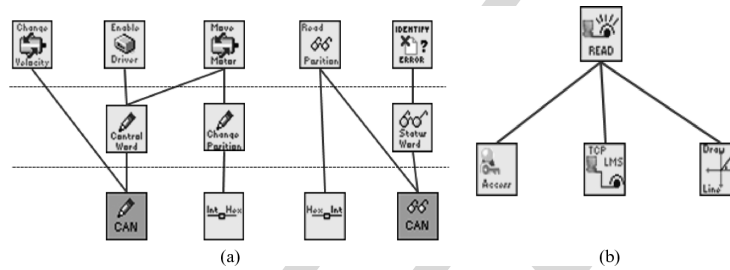 Change
Velocity
Enable
Driver
Move
Motor
Read
Parition
IDENTIFY
ERROR
?
READ
Control
Word
Change
Parition
Status
Word
Access
TCP
LMS
Draw
Line
CAN
Int Hex
Hex Int
CAN
(a)
(b)